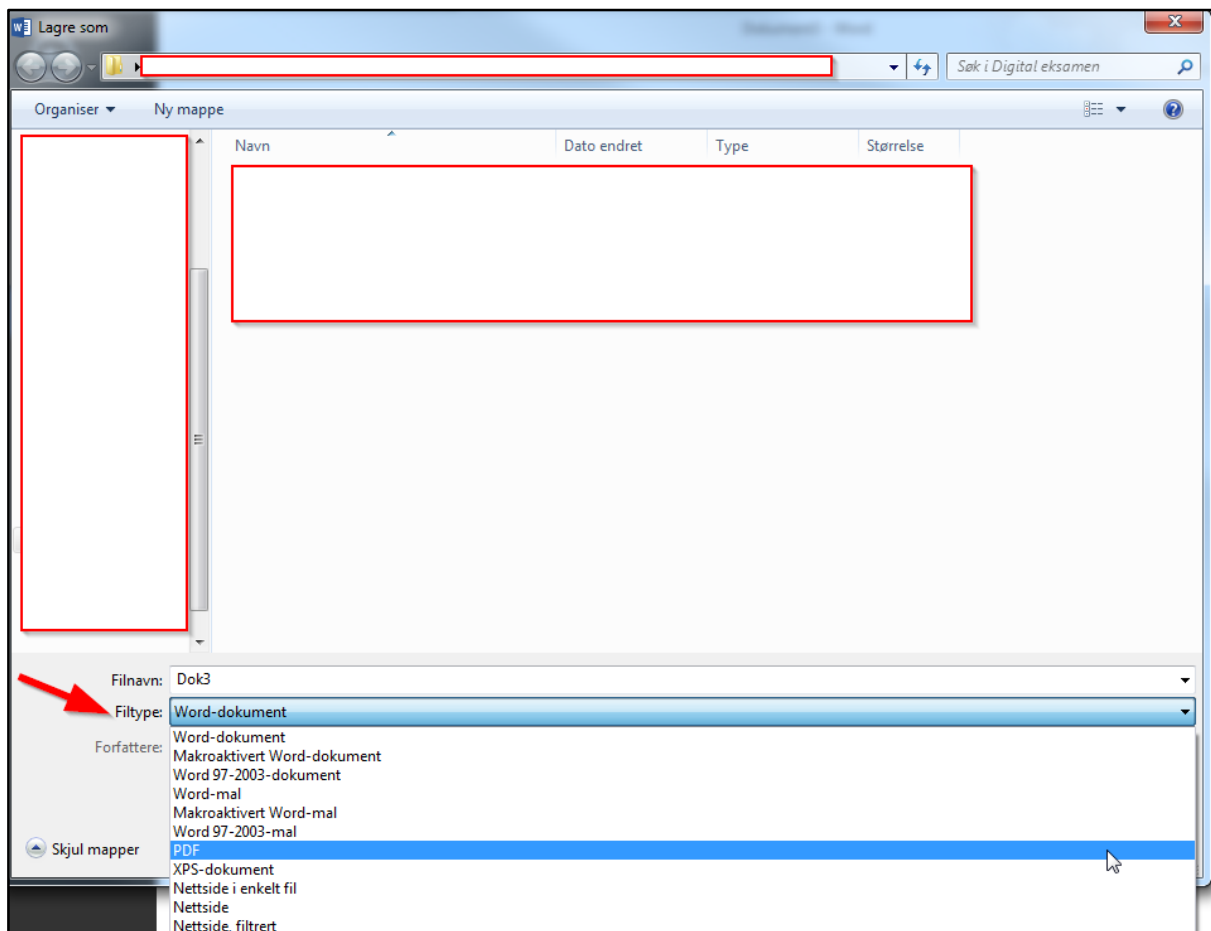 Lagre som
Dokument - Word
Søk i Digital eksamen
Organiser Ny mappe
Navn Dato endret Type Størrelse
Filnavn: Dok3
Filtype: Word-dokument
Forfattere:
Word-dokument
Makroaktivert Word-dokument
Word 97-2003-dokument
Word-mal
Makroaktivert Word-mal
Word 97-2003-mal
Skjul mapper
PDF
XPS-dokument
Nettside i enkelt fil
Nettside
Nettside, filtrert